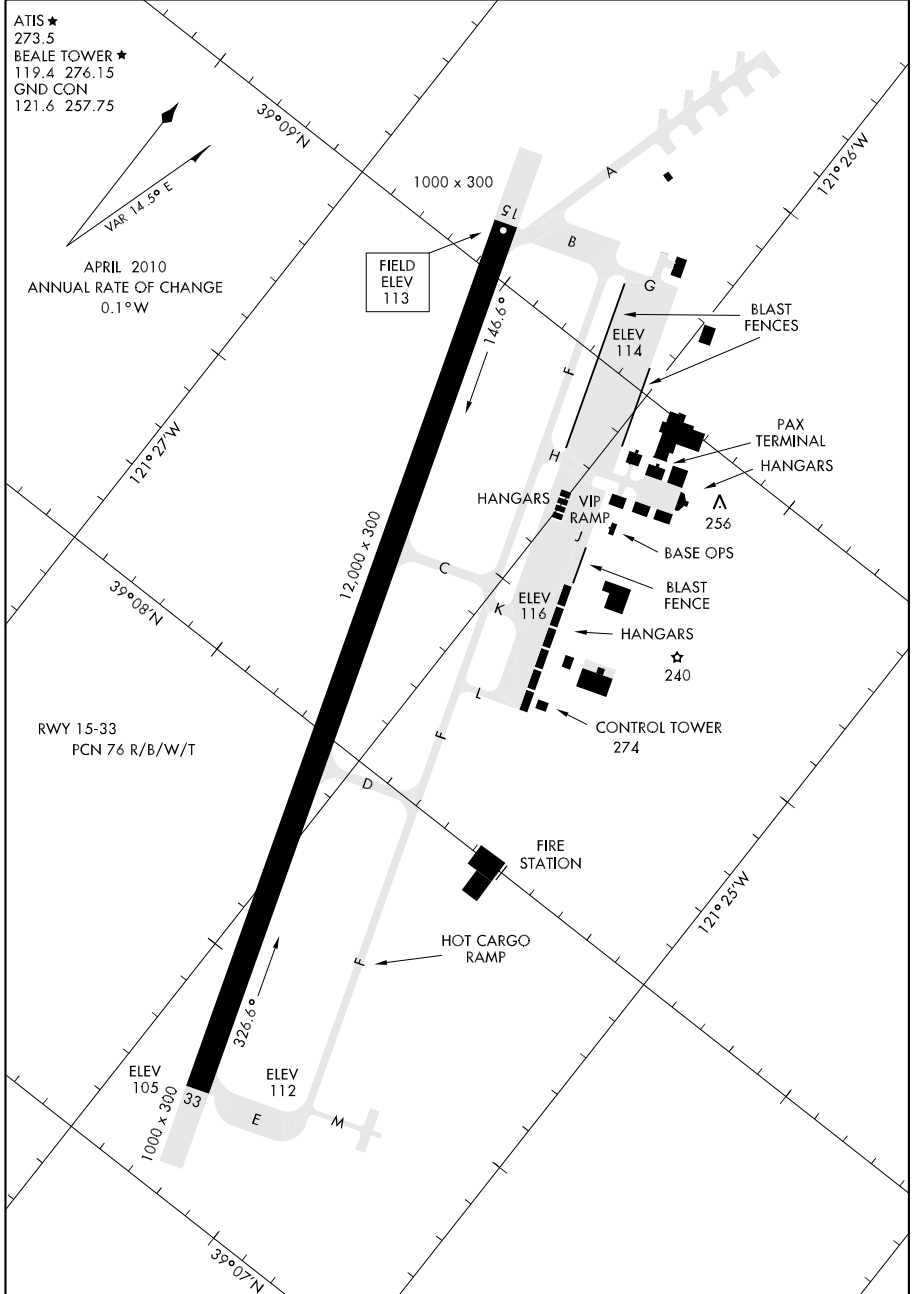 ATIS ★
273.5
BEALE TOWER ★
119.4 276.15
GND CON
121.6 257.75
VAR 14.5° E
APRIL 2010
ANNUAL RATE OF CHANGE
0.1° W
39°09'N
121°26'W
1000 x 300
15
A
B
FIELD
ELEV
113
G
BLAST
FENCES
ELEV
114
146.6°
F
121°27'W
PAX
TERMINAL
HANGARS
H
HANGARS
VIP
RAMP
256
J
BASE OPS
12,000 x 300
C
BLAST
FENCE
39°08'N
K
ELEV
116
HANGARS
240
L
CONTROL TOWER
274
RWY 15-33
PCN 76 R/B/W/T
F
D
FIRE
STATION
121°25'W
HOT CARGO
RAMP
F
326.6°
ELEV
105
ELEV
112
33
1000 x 300
E
M
39°07'N